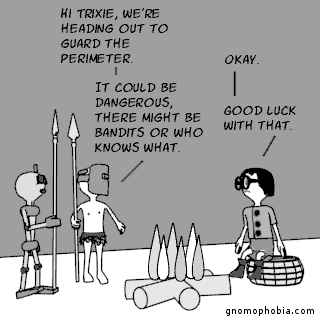 HI TRIXIE, WE'RE
HEADING OUT TO
GUARD THE
PERIMETER.
IT COULD BE
DANGEROUS,
THERE MIGHT BE
BANDITS OR WHO
KNOWS WHAT.
OKAY.
GOOD LUCK
WITH THAT.
gnomophobia.com